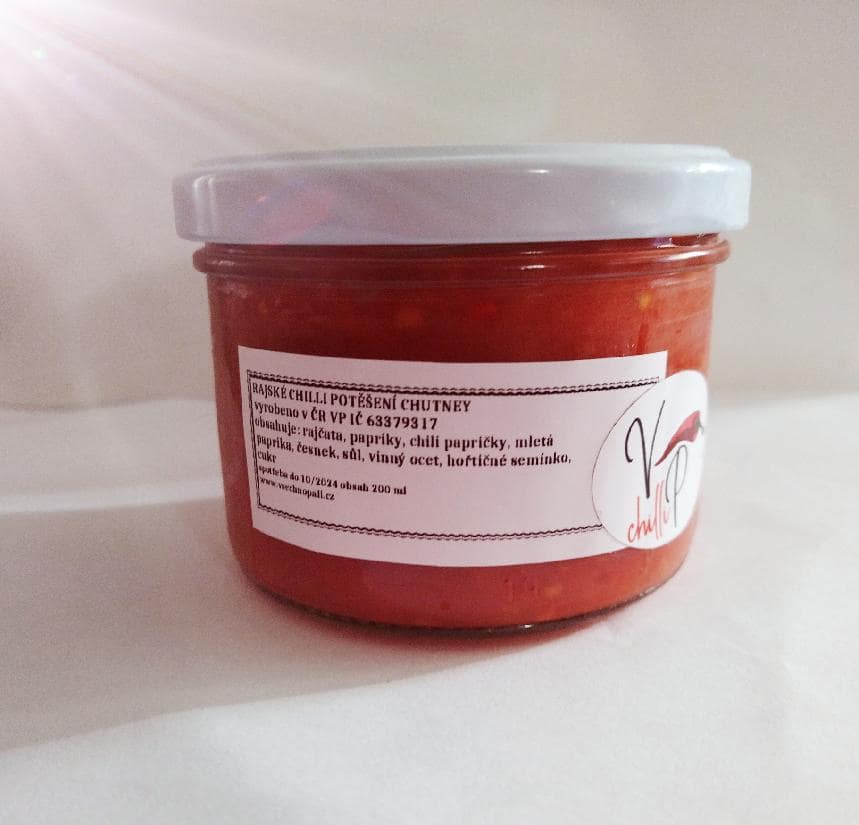 RAJSKÉ CHILLI POTĚŠENÍ CHUTNEY
vyrobeno v ČR VP IČ 63379317
obsahuje: rajčata, papriky, chili papričky, mletá
paprika, česnek, sůl, vinný ocet, hořtičné semínko,
cukr
spotřeba do 10/2024 obsah 200 ml
www.vsechnopali.cz
V P
chilli